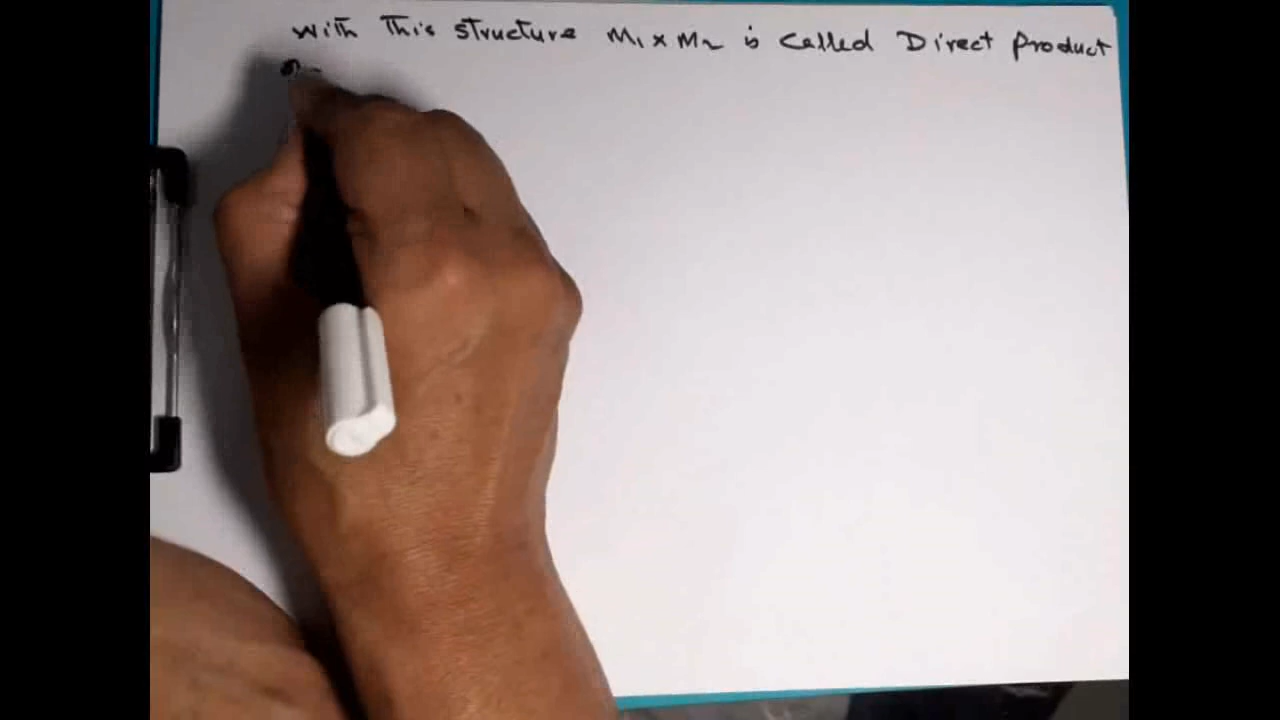 with This structure M₁ x M₂ is called Direct product